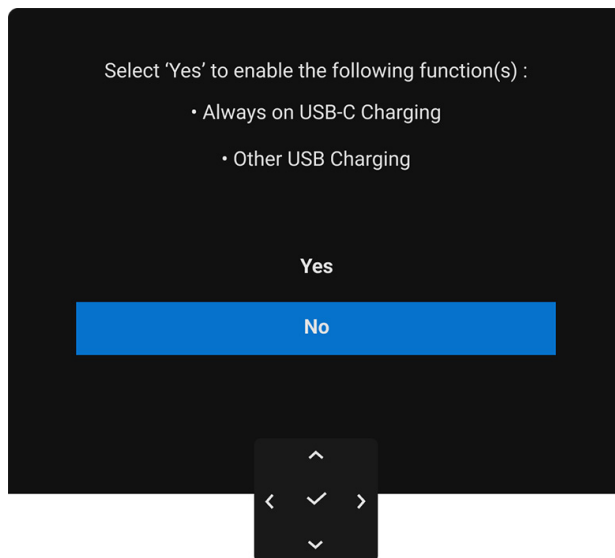 Select ‘Yes’ to enable the following function(s) :
• Always on USB-C Charging
• Other USB Charging
Yes
No